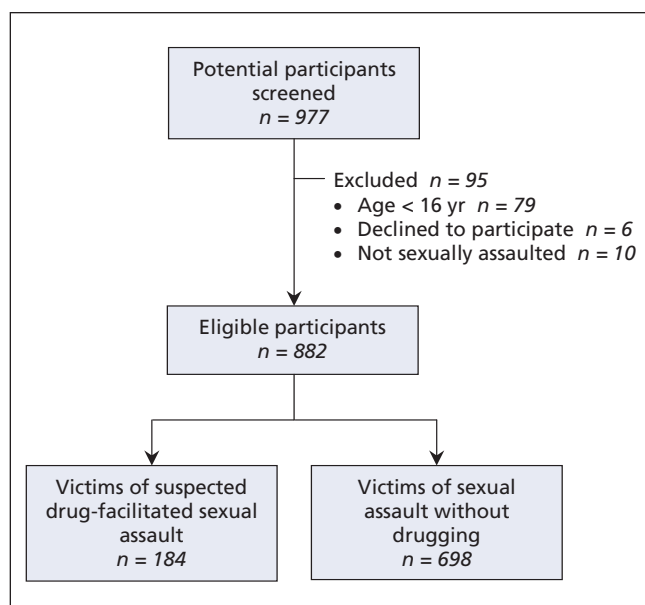 Potential participants
screened
n = 977
Excluded n = 95
• Age < 16 yr n = 79
• Declined to participate n = 6
• Not sexually assaulted n = 10
Eligible participants
n = 882
Victims of suspected
drug-facilitated sexual
assault
n = 184
Victims of sexual
assault without
drugging
n = 698